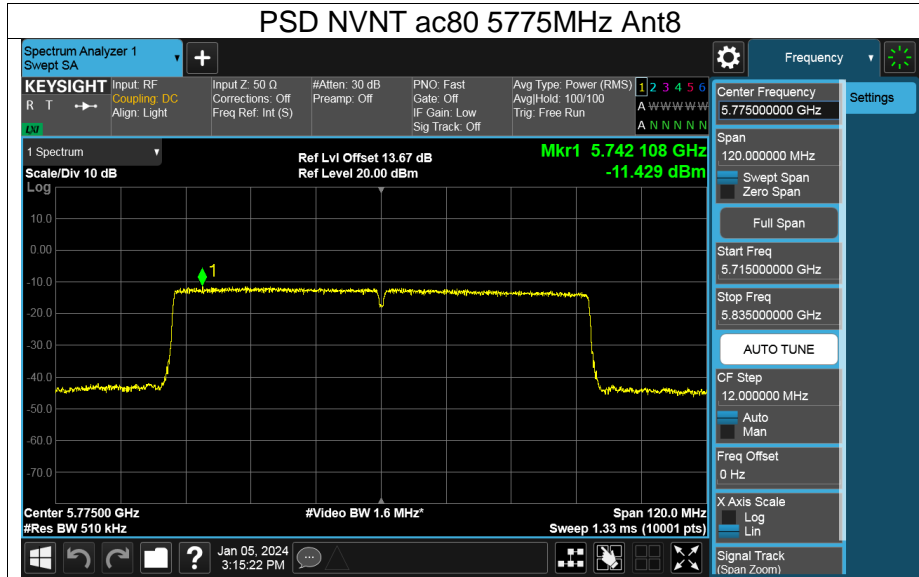 PSD NVNT ac80 5775MHz Ant8
Spectrum Analyzer 1
Swept SA
+
Frequency
KEYSIGHT
R T
LXI
Input: RF
Coupling: DC
Align: Light
Input Z: 50 Ω
Corrections: Off
Freq Ref: Int (S)
#Atten: 30 dB
Preamp: Off
PNO: Fast
Gate: Off
IF Gain: Low
Sig Track: Off
Avg Type: Power (RMS)
Avg|Hold: 100/100
Trig: Free Run
1 2 3 4 5 6
A W W W W W
A N N N N N
1 Spectrum
Scale/Div 10 dB
Log
Ref Lvl Offset 13.67 dB
Ref Level 20.00 dBm
Mkr1 5.742 108 GHz
-11.429 dBm
10.0
0.00
-10.0
-20.0
-30.0
-40.0
-50.0
-60.0
-70.0
1
Center 5.77500 GHz
#Res BW 510 kHz
#Video BW 1.6 MHz*
Span 120.0 MHz
Sweep 1.33 ms (10001 pts)
Center Frequency
5.775000000 GHz
Settings
Span
120.000000 MHz
Swept Span
Zero Span
Full Span
Start Freq
5.715000000 GHz
Stop Freq
5.835000000 GHz
AUTO TUNE
CF Step
12.000000 MHz
Auto
Man
Freq Offset
0 Hz
X Axis Scale
Log
Lin
Signal Track
(Span Zoom)
?
Jan 05, 2024
3:15:22 PM